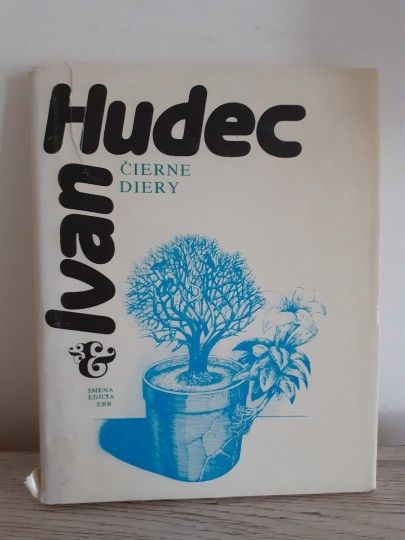 Ivan
Hudec
ČIERNE
DIERY
&
SMENA
EDÍCIA
ERB